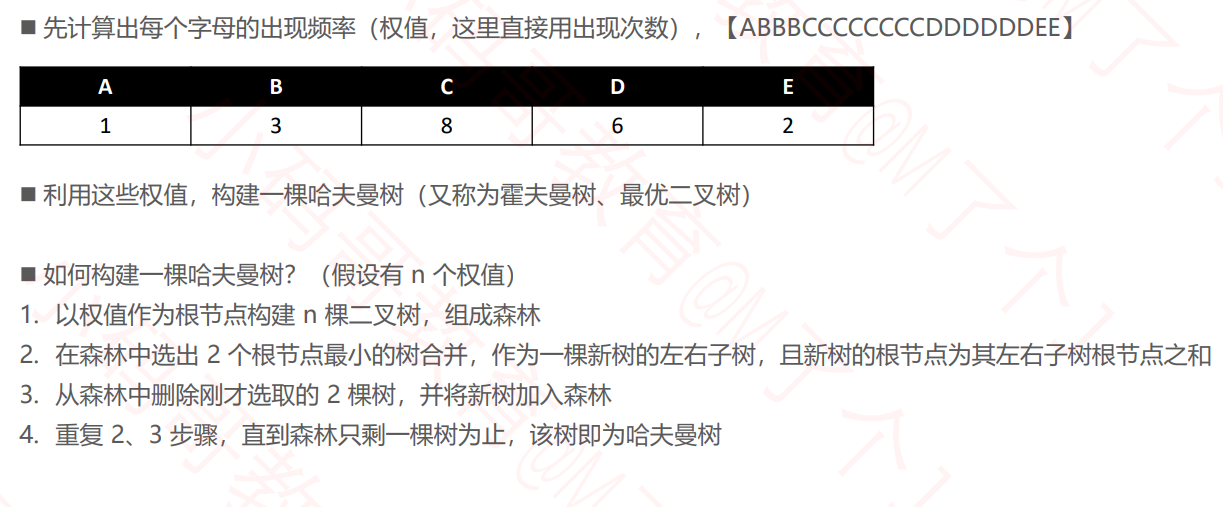 ■ 先计算出每个字母的出现频率（权值，这里直接用出现次数），【ABBBCCCCCCCCDDDDDDEE】
A B C D E
1 3 8 6 2
■ 利用这些权值，构建一棵哈夫曼树（又称为霍夫曼树、最优二叉树）
■ 如何构建一棵哈夫曼树？（假设有 n 个权值）
1. 以权值作为根节点构建 n 棵二叉树，组成森林
2. 在森林中选出 2 个根节点最小的树合并，作为一棵新树的左右子树，且新树的根节点为其左右子树根节点之和
3. 从森林中删除刚才选取的 2 棵树，并将新树加入森林
4. 重复 2、3 步骤，直到森林只剩一棵树为止，该树即为哈夫曼树
小码哥教育@M了个J